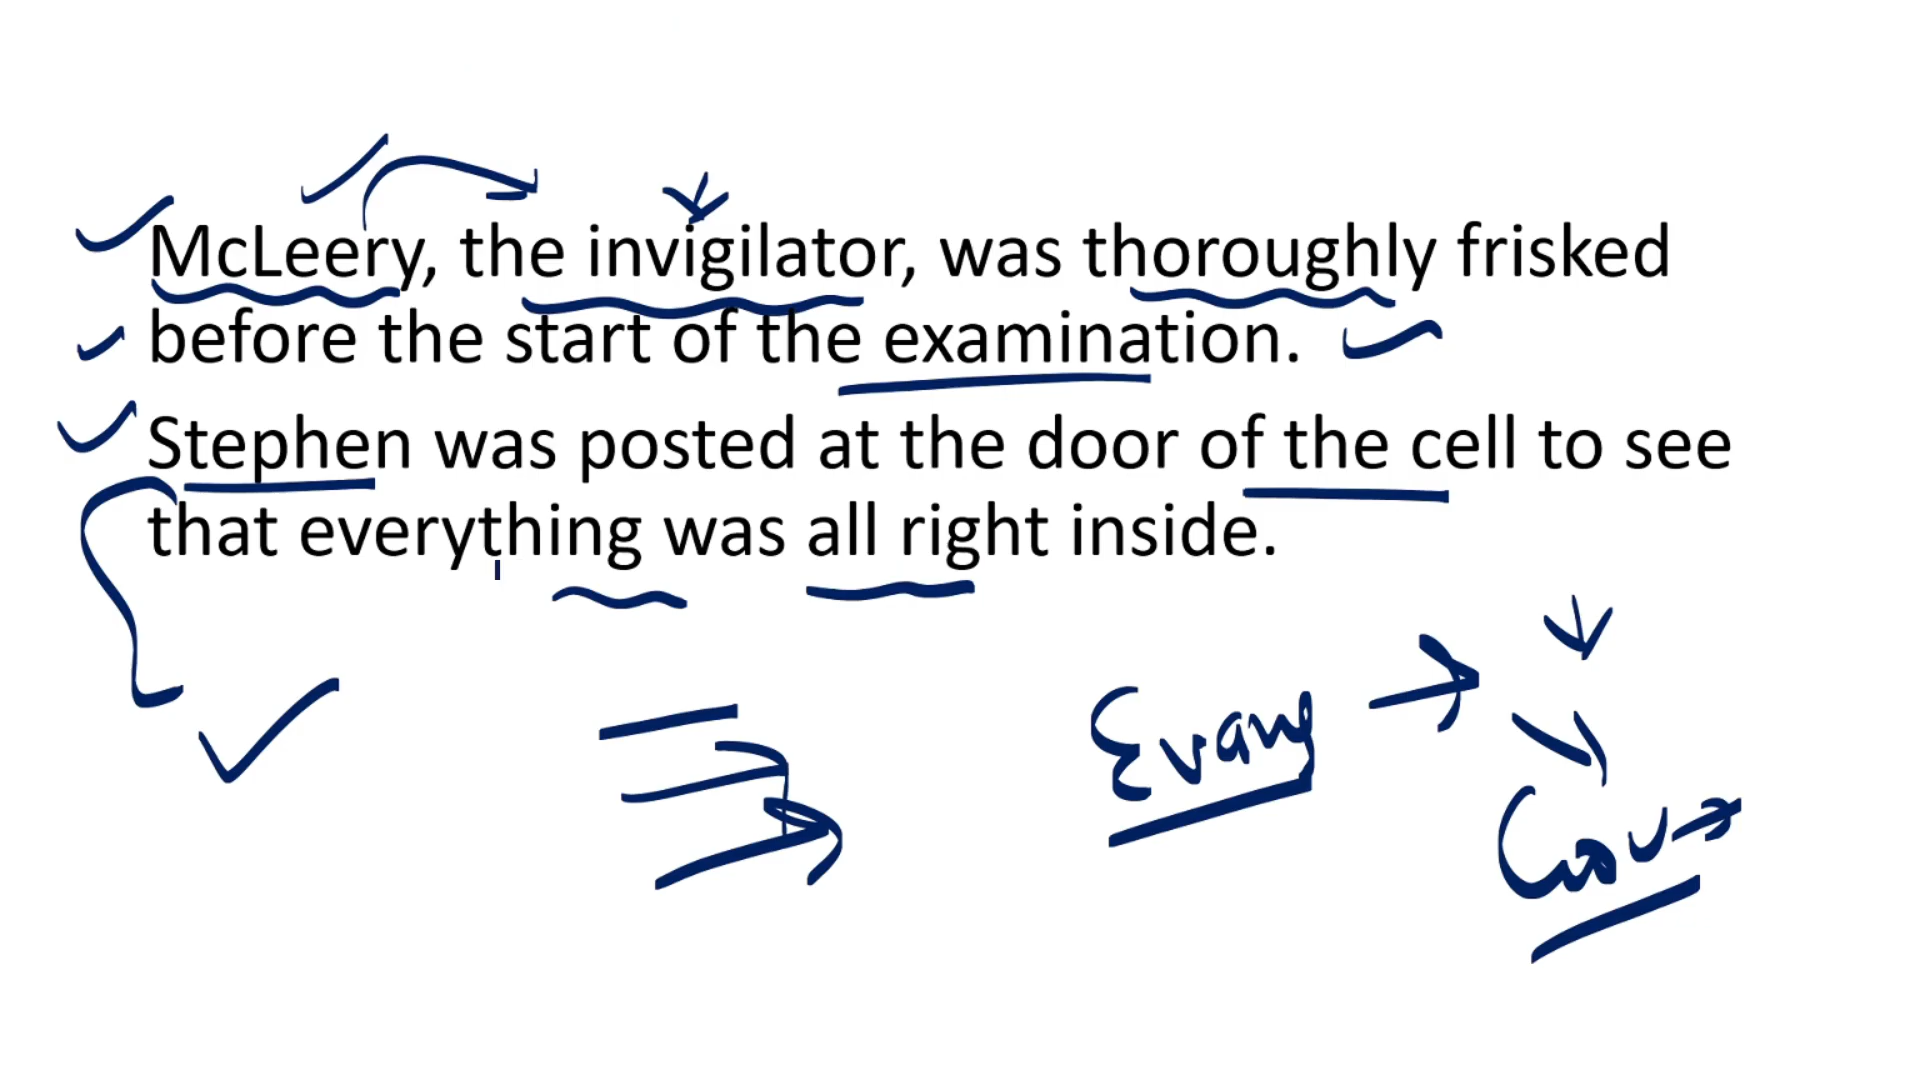 McLeery, the invigilator, was thoroughly frisked
before the start of the examination.
Stephen was posted at the door of the cell to see
that everything was all right inside.
Evans